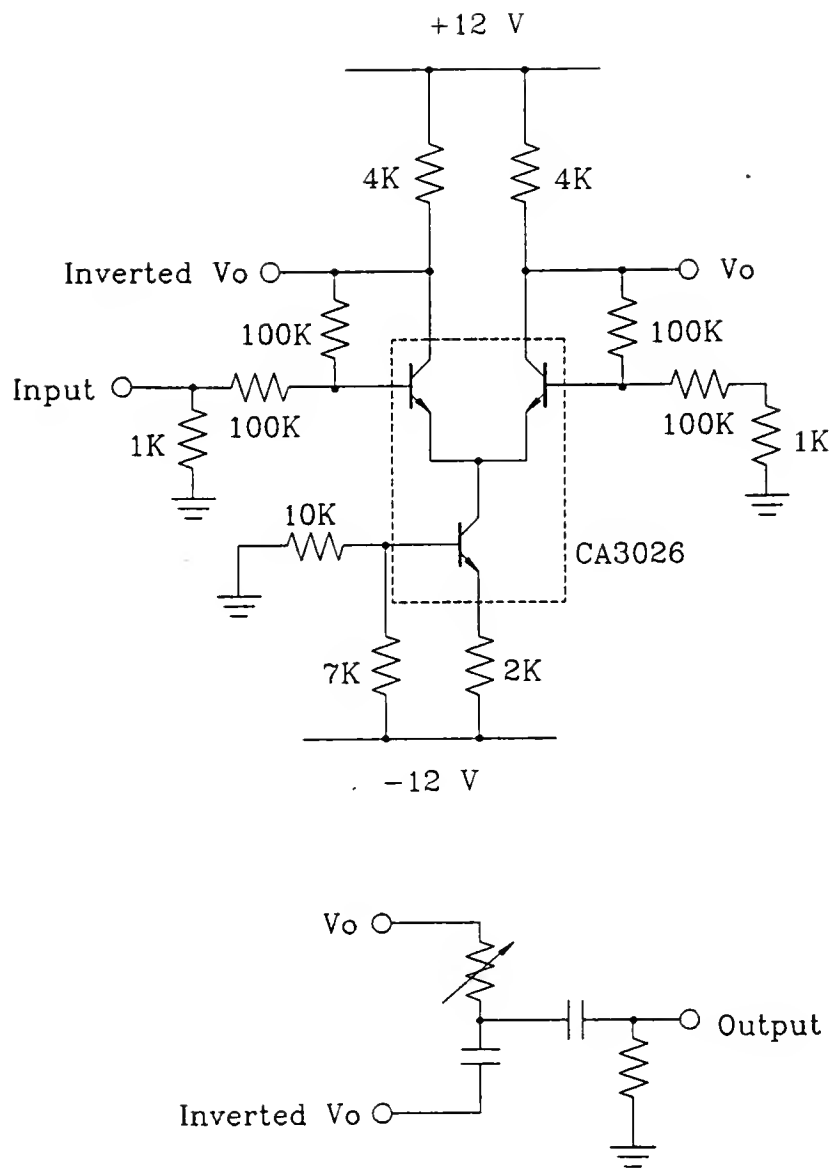 +12 V
4K
4K
Inverted Vo
Vo
100K
100K
Input
100K
100K
1K
1K
10K
CA3026
7K
2K
-12 V
Vo
Output
Inverted Vo